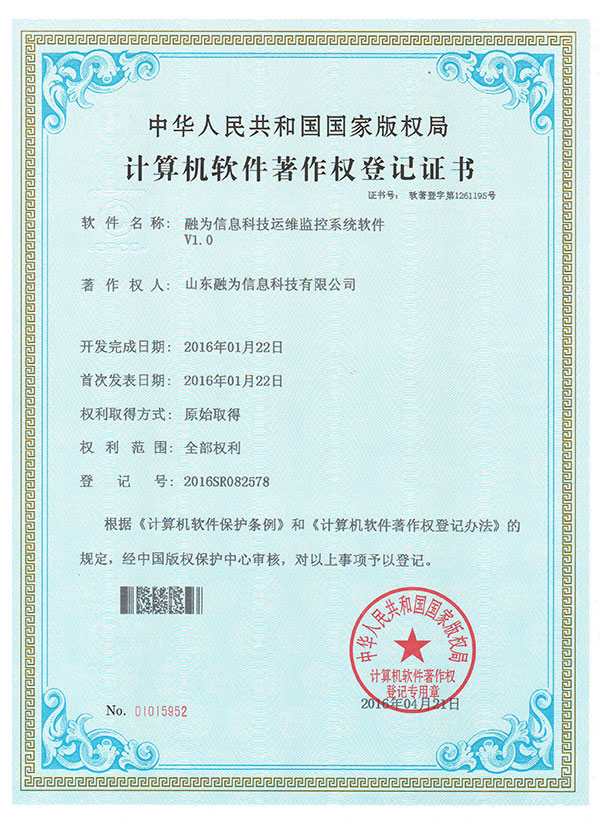 中华人民共和国国家版权局
计算机软件著作权登记证书
证书号： 软著登字第1261195号
软件名称： 融为信息科技运维监控系统软件
V1.0
著作权人： 山东融为信息科技有限公司
开发完成日期： 2016年01月22日
首次发表日期： 2016年01月22日
权利取得方式： 原始取得
权利范围： 全部权利
登记号： 2016SR082578
根据《计算机软件保护条例》和《计算机软件著作权登记办法》的
规定，经中国版权保护中心审核，对以上事项予以登记。
中华人民共和国国家版权局
计算机软件著作权
登记专用章
2016年04月21日
No. 01015952